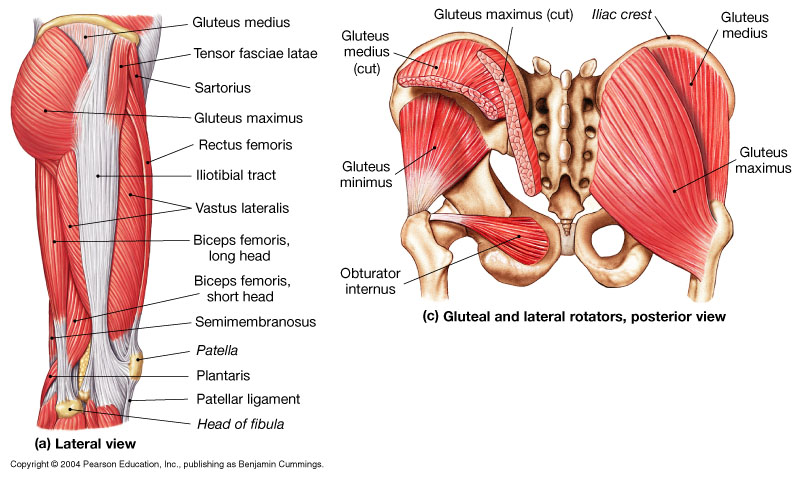 Gluteus medius
Tensor fasciae latae
Sartorius
Gluteus maximus
Rectus femoris
Iliotibial tract
Vastus lateralis
Biceps femoris,
long head
Biceps femoris,
short head
Semimembranosus
Patella
Plantaris
Patellar ligament
Head of fibula
(a) Lateral view
Gluteus maximus (cut)
Iliac crest
Gluteus
medius
Gluteus
medius
(cut)
Gluteus
maximus
Gluteus
minimus
Obturator
internus
(c) Gluteal and lateral rotators, posterior view
Copyright © 2004 Pearson Education, Inc., publishing as Benjamin Cummings.